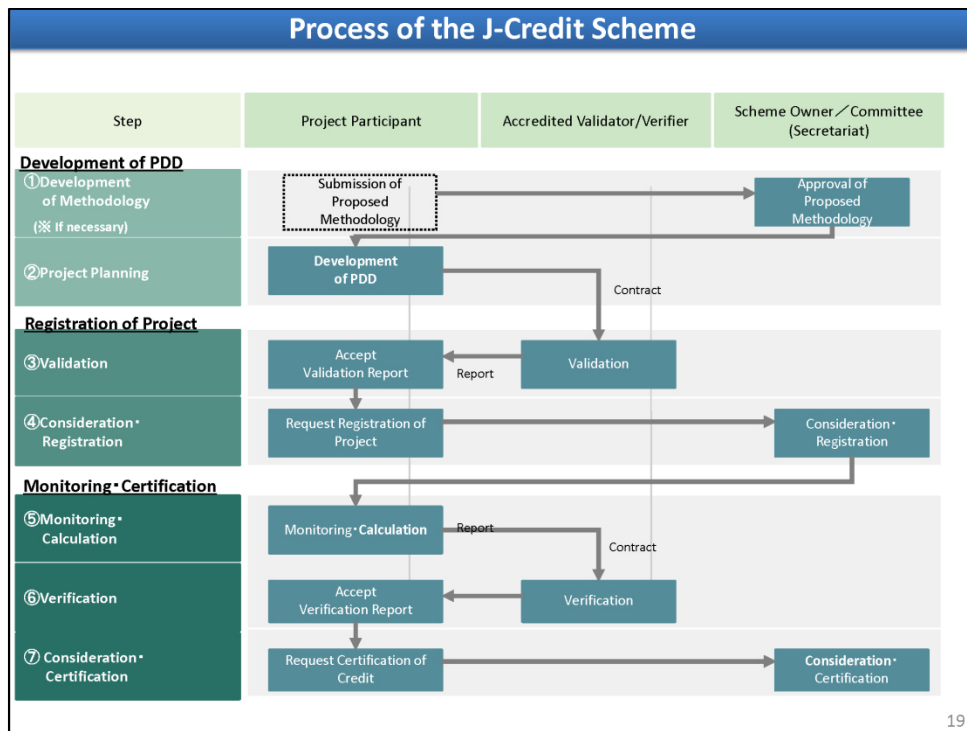 Process of the J-Credit Scheme
Step
Project Participant
Accredited Validator/Verifier
Scheme Owner／Committee
(Secretariat)
Development of PDD
①Development
of Methodology
(※ If necessary)
Submission of
Proposed
Methodology
Approval of
Proposed
Methodology
②Project Planning
Development
of PDD
Contract
Registration of Project
③Validation
Accept
Validation Report
Report
Validation
④Consideration・
Registration
Request Registration of
Project
Consideration・
Registration
Monitoring・Certification
⑤Monitoring・
Calculation
Monitoring・Calculation
Report
Contract
⑥Verification
Accept
Verification Report
Verification
⑦ Consideration・
Certification
Request Certification of
Credit
Consideration・
Certification
19